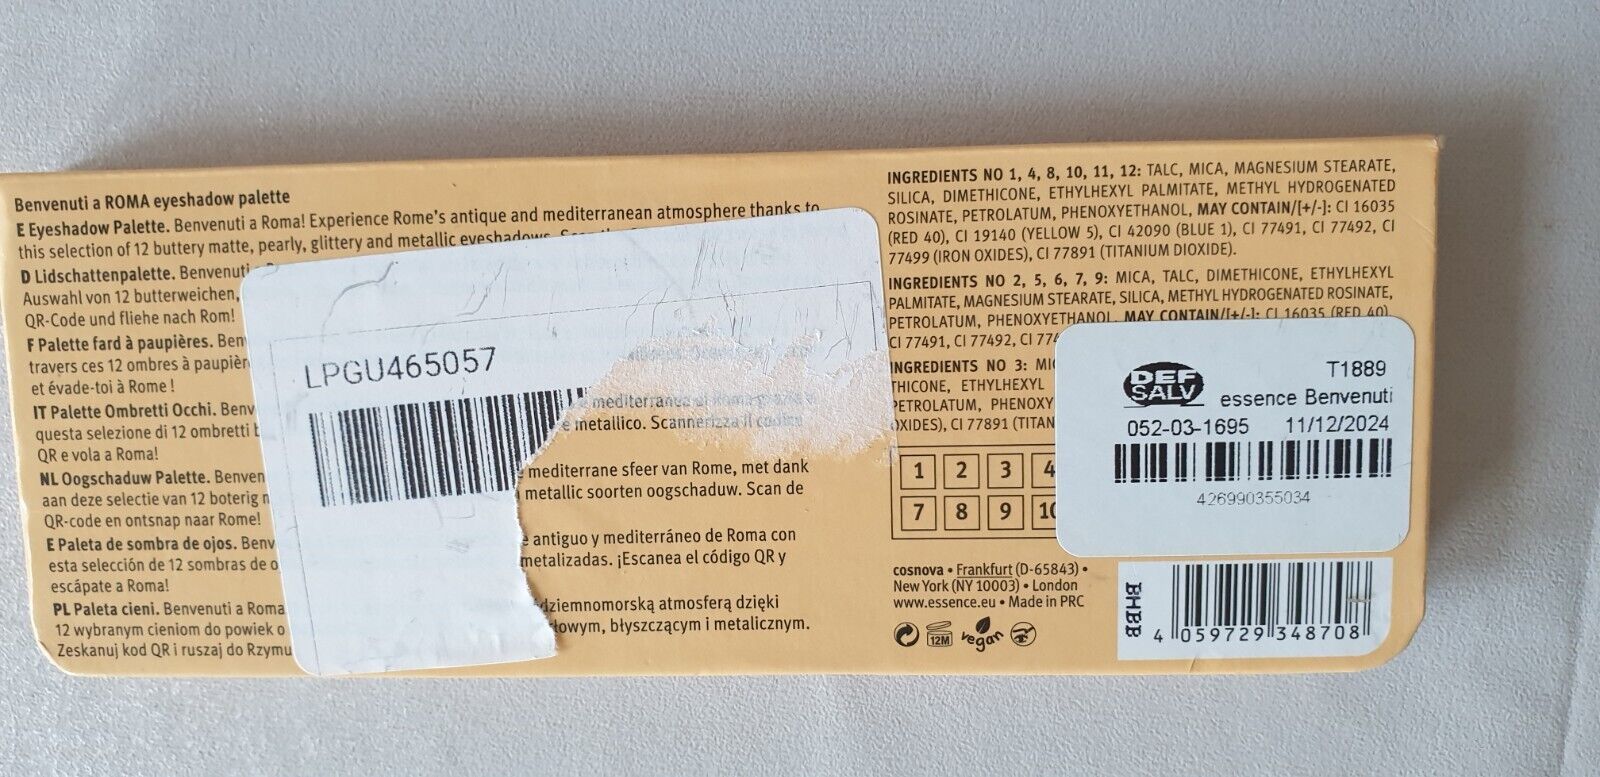 Benvenuti a ROMA eyeshadow palette
E Eyeshadow Palette. Benvenuti a Roma! Experience Rome's antique and mediterranean atmosphere thanks to
this selection of 12 buttery matte, pearly, glittery and metallic eyeshadows.
D Lidschattenpalette. Benvenuti
Auswahl von 12 butterweichen,
QR-Code und fliehe nach Rom!
F Palette fard à paupières.
travers ces 12 ombres à
et évade-toi à Rome !
IT Palette Ombretti Occhi.
questa selezione di 12 ombretti
QR e vola a Roma!
NL Oogschaduw Palette.
aan deze selectie van 12 boterig
QR-code en ontsnap naar Rome!
E Paleta de sombra de ojos.
esta selección de 12 sombras de
escápate a Roma!
PL Paleta cieni. Benvenuti a Roma
12 wybranym cieniom do powiek o
Zeskanuj kod QR i ruszaj do Rzymu
LPGU465057
mediterranea di Roma grazie a
e metallico. Scannerizza il codice
mediterrane sfeer van Rome, met dank
metallic soorten oogschaduw. Scan de
antiguo y mediterráneo de Roma con
metalizadas. ¡Escanea el código QR y
atmosferą dzięki
błyszczącym i metalicznym.
INGREDIENTS NO 1, 4, 8, 10, 11, 12: TALC, MICA, MAGNESIUM STEARATE,
SILICA, DIMETHICONE, ETHYLHEXYL PALMITATE, METHYL HYDROGENATED
ROSINATE, PETROLATUM, PHENOXYETHANOL, MAY CONTAIN/[+/-]: CI 16035
(RED 40), CI 19140 (YELLOW 5), CI 42090 (BLUE 1), CI 77491, CI 77492, CI
77499 (IRON OXIDES), CI 77891 (TITANIUM DIOXIDE).
INGREDIENTS NO 2, 5, 6, 7, 9: MICA, TALC, DIMETHICONE, ETHYLHEXYL
PALMITATE, MAGNESIUM STEARATE, SILICA, METHYL HYDROGENATED ROSINATE,
PETROLATUM, PHENOXYETHANOL, MAY CONTAIN/[+/-]: CI 16035 (RED 40),
CI 77491, CI 77492, CI
INGREDIENTS NO 3:
ETHYLHEXYL
PETROLATUM,
CI 77891
1 2 3 4
7 8 9 10
cosnova • Frankfurt (D-65843) •
New York (NY 10003) • London
www.essence.eu • Made in PRC
12M vegan
DEF
SALV
T1889
essence Benvenuti
052-03-1695 11/12/2024
426990355034
BHBB
4 059729 348708